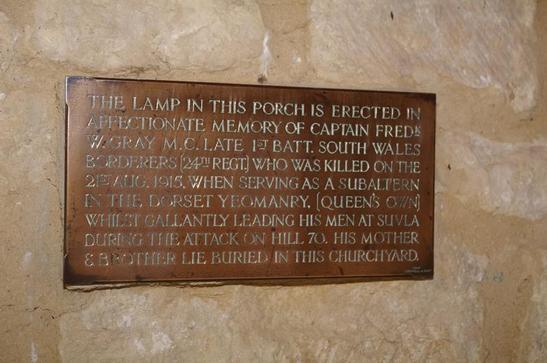 THE LAMP IN THIS PORCH IS ERECTED IN
AFFECTIONATE MEMORY OF CAPTAIN FREDK
W. GRAY M.C. LATE 1ST BATT. SOUTH WALES
BORDERERS (24TH REGT.) WHO WAS KILLED ON THE
21ST AUG. 1915, WHEN SERVING AS A SUBALTERN
IN THE DORSET YEOMANRY, (QUEEN'S OWN)
WHILST GALLANTLY LEADING HIS MEN AT SUVLA
DURING THE ATTACK ON HILL 70. HIS MOTHER
& BROTHER LIE BURIED IN THIS CHURCHYARD.